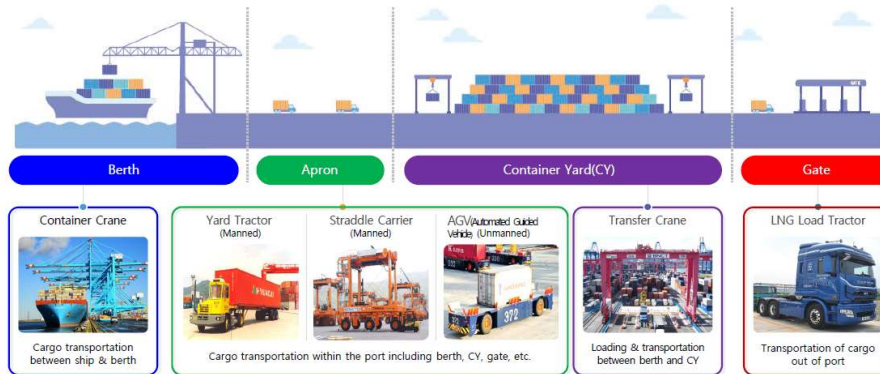 Berth
Apron
Container Yard(CY)
Gate
Container Crane
Cargo transportation
between ship & berth
Yard Tractor
(Manned)
Straddle Carrier
(Manned)
AGV(Automated Guided
Vehicle) (Unmanned)
372
Cargo transportation within the port including berth, CY, gate, etc.
Transfer Crane
Loading & transportation
between berth and CY
LNG Load Tractor
Transportation of cargo
out of port